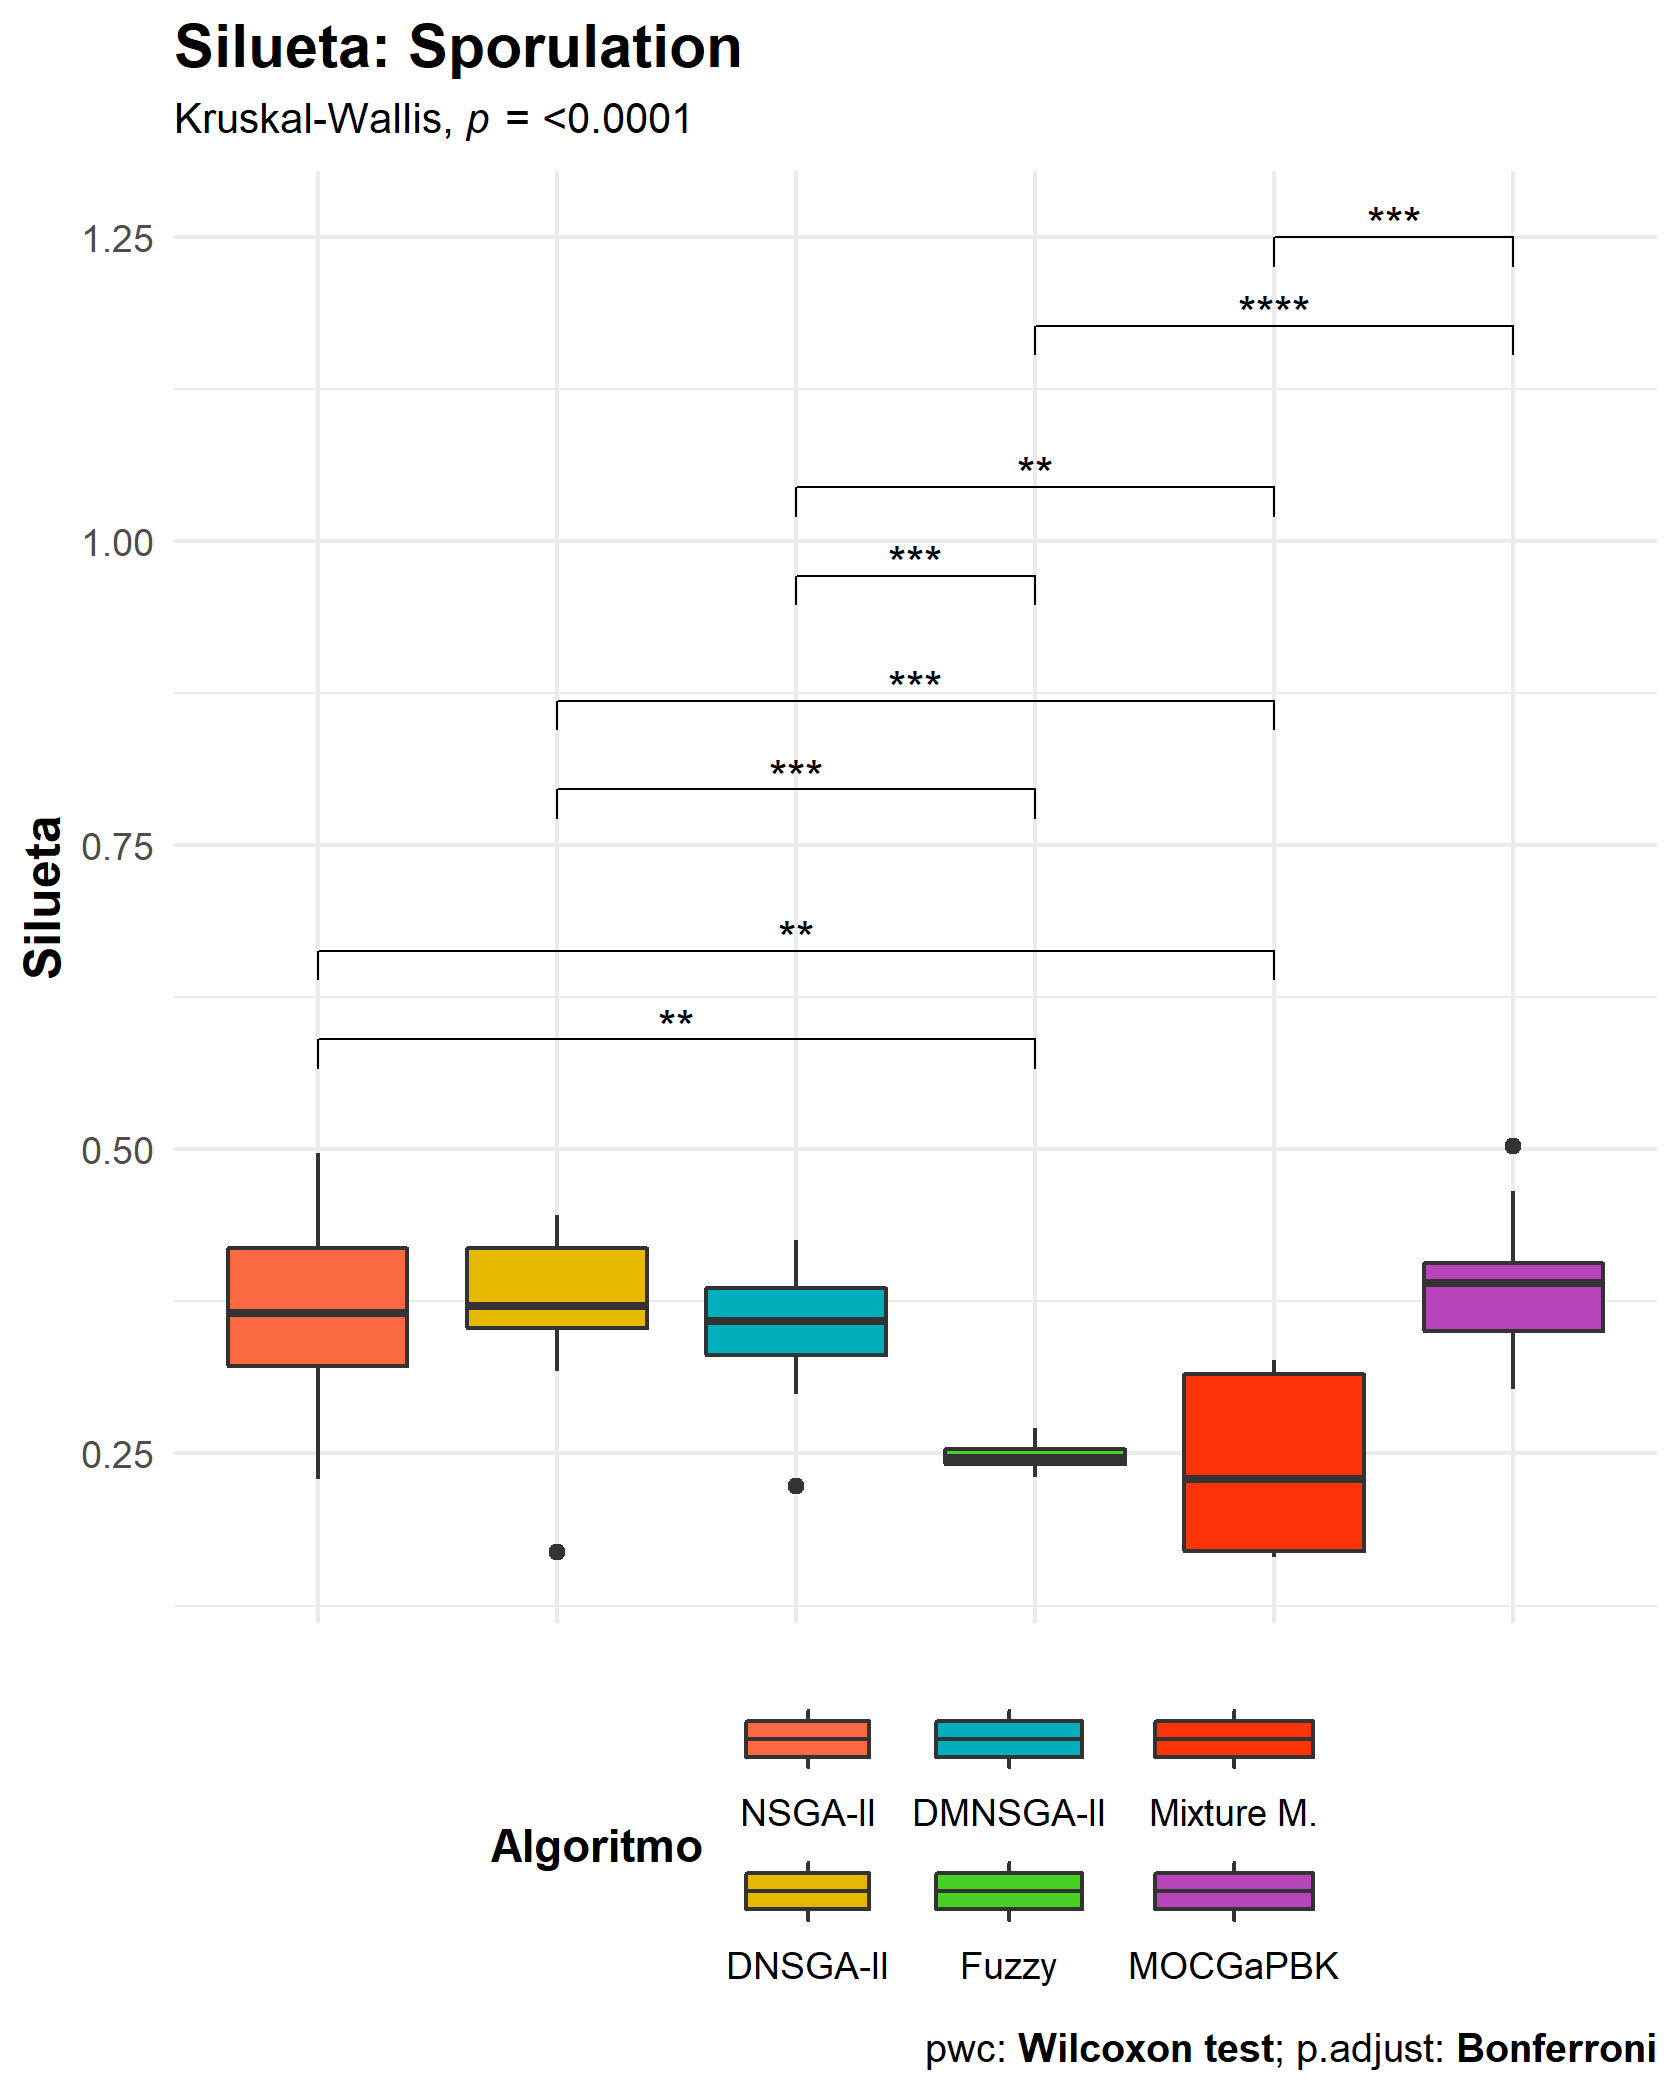 Silueta: Sporulation
Kruskal-Wallis, p = <0.0001
***
1.25
****
**
1.00
***
***
***
0.75
Silueta
**
**
0.50
0.25
NSGA-II DMNSGA-II Mixture M.
Algoritmo
DNSGA-II Fuzzy MOCGaPBK
pwc: Wilcoxon test; p.adjust: Bonferroni